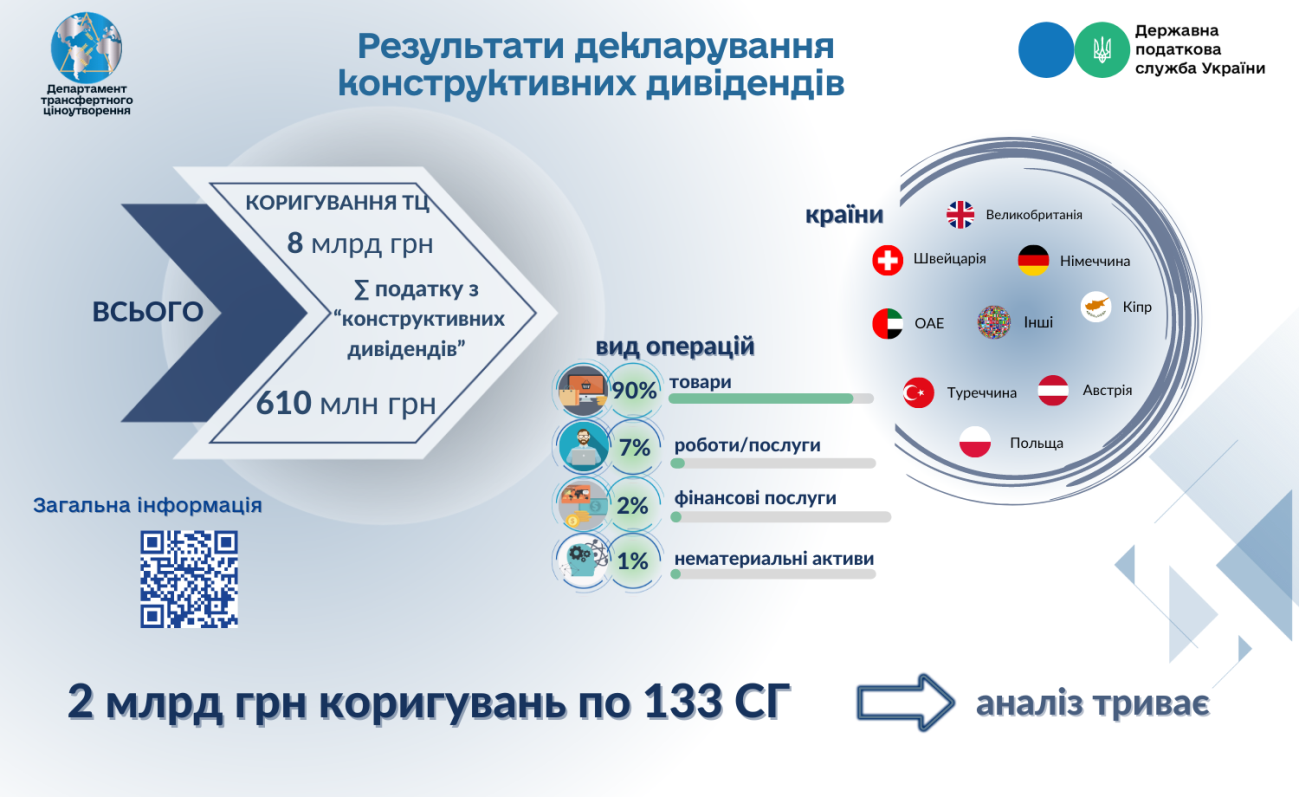 Департамент
трансфертного
ціноутворення
Результати декларування
конструктивних дивідендів
Державна
податкова
служба України
ВСЬОГО
КОРИГУВАННЯ ТЦ
8 млрд грн
∑ податку з
“конструктивних
дивідендів”
610 млн грн
країни
Великобританія
Швейцарія
Німеччина
Кіпр
ОАЕ
Інші
Туреччина
Австрія
Польща
вид операцій
90% товари
7% роботи/послуги
2% фінансові послуги
1% нематеріальні активи
Загальна інформація
2 млрд грн коригувань по 133 СГ
аналіз триває